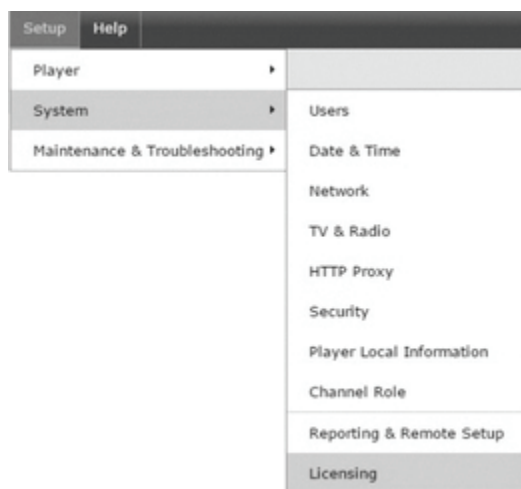 Setup Help
Player
System
Maintenance & Troubleshooting
Users
Date & Time
Network
TV & Radio
HTTP Proxy
Security
Player Local Information
Channel Role
Reporting & Remote Setup
Licensing